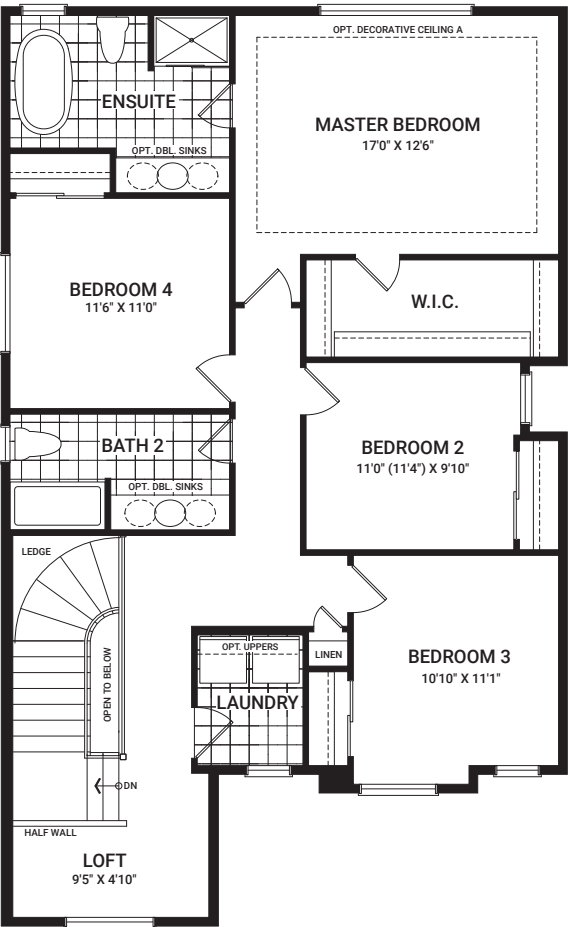 OPT. DECORATIVE CEILING A
ENSUITE
MASTER BEDROOM
17'0" X 12'6"
OPT. DBL. SINKS
BEDROOM 4
11'6" X 11'0"
W.I.C.
BATH 2
BEDROOM 2
11'0" (11'4") X 9'10"
OPT. DBL. SINKS
LEDGE
OPEN TO BELOW
OPT. UPPERS
LINEN
BEDROOM 3
10'10" X 11'1"
LAUNDRY
DN
HALF WALL
LOFT
9'5" X 4'10"